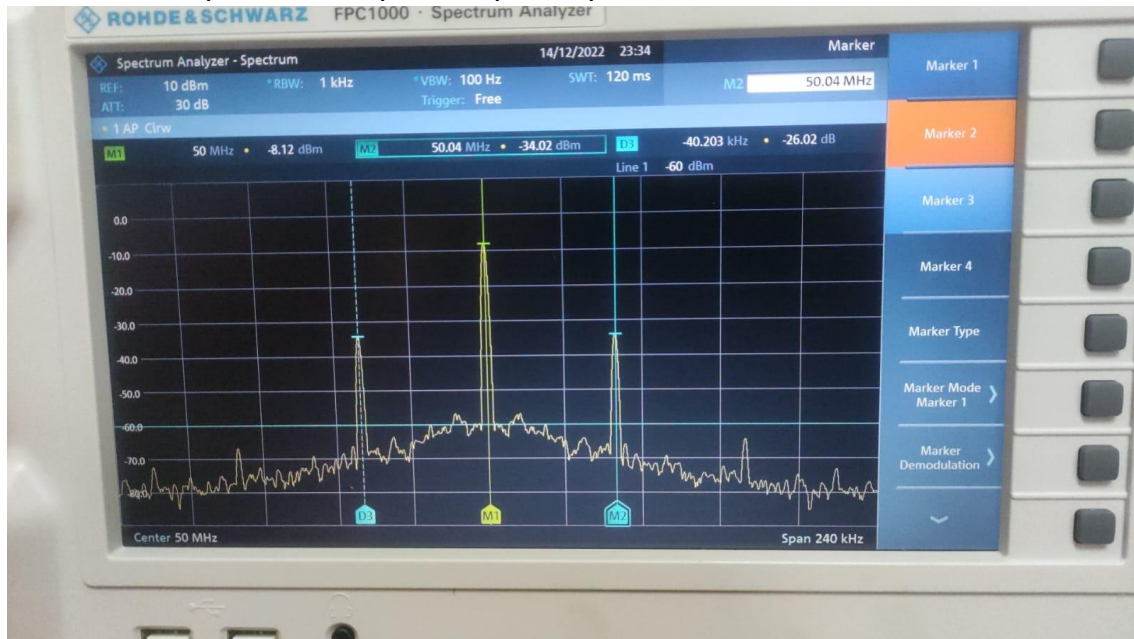 ROHDE & SCHWARZ FPC1000 · Spectrum Analyzer
Spectrum Analyzer - Spectrum 14/12/2022 23:34 Marker
REF: 10 dBm *RBW: 1 kHz *VBW: 100 Hz SWT: 120 ms M2 50.04 MHz
ATT: 30 dB Trigger: Free
• 1 AP Clrw
M1 50 MHz • -8.12 dBm M2 50.04 MHz • -34.02 dBm D3 -40.203 kHz • -26.02 dB
Line 1 -60 dBm
0.0
-10.0
-20.0
-30.0
-40.0
-50.0
-60.0
-70.0
-80.0
D3 M1 M2
Center 50 MHz Span 240 kHz
Marker 1
Marker 2
Marker 3
Marker 4
Marker Type
Marker Mode
Marker 1
Marker
Demodulation